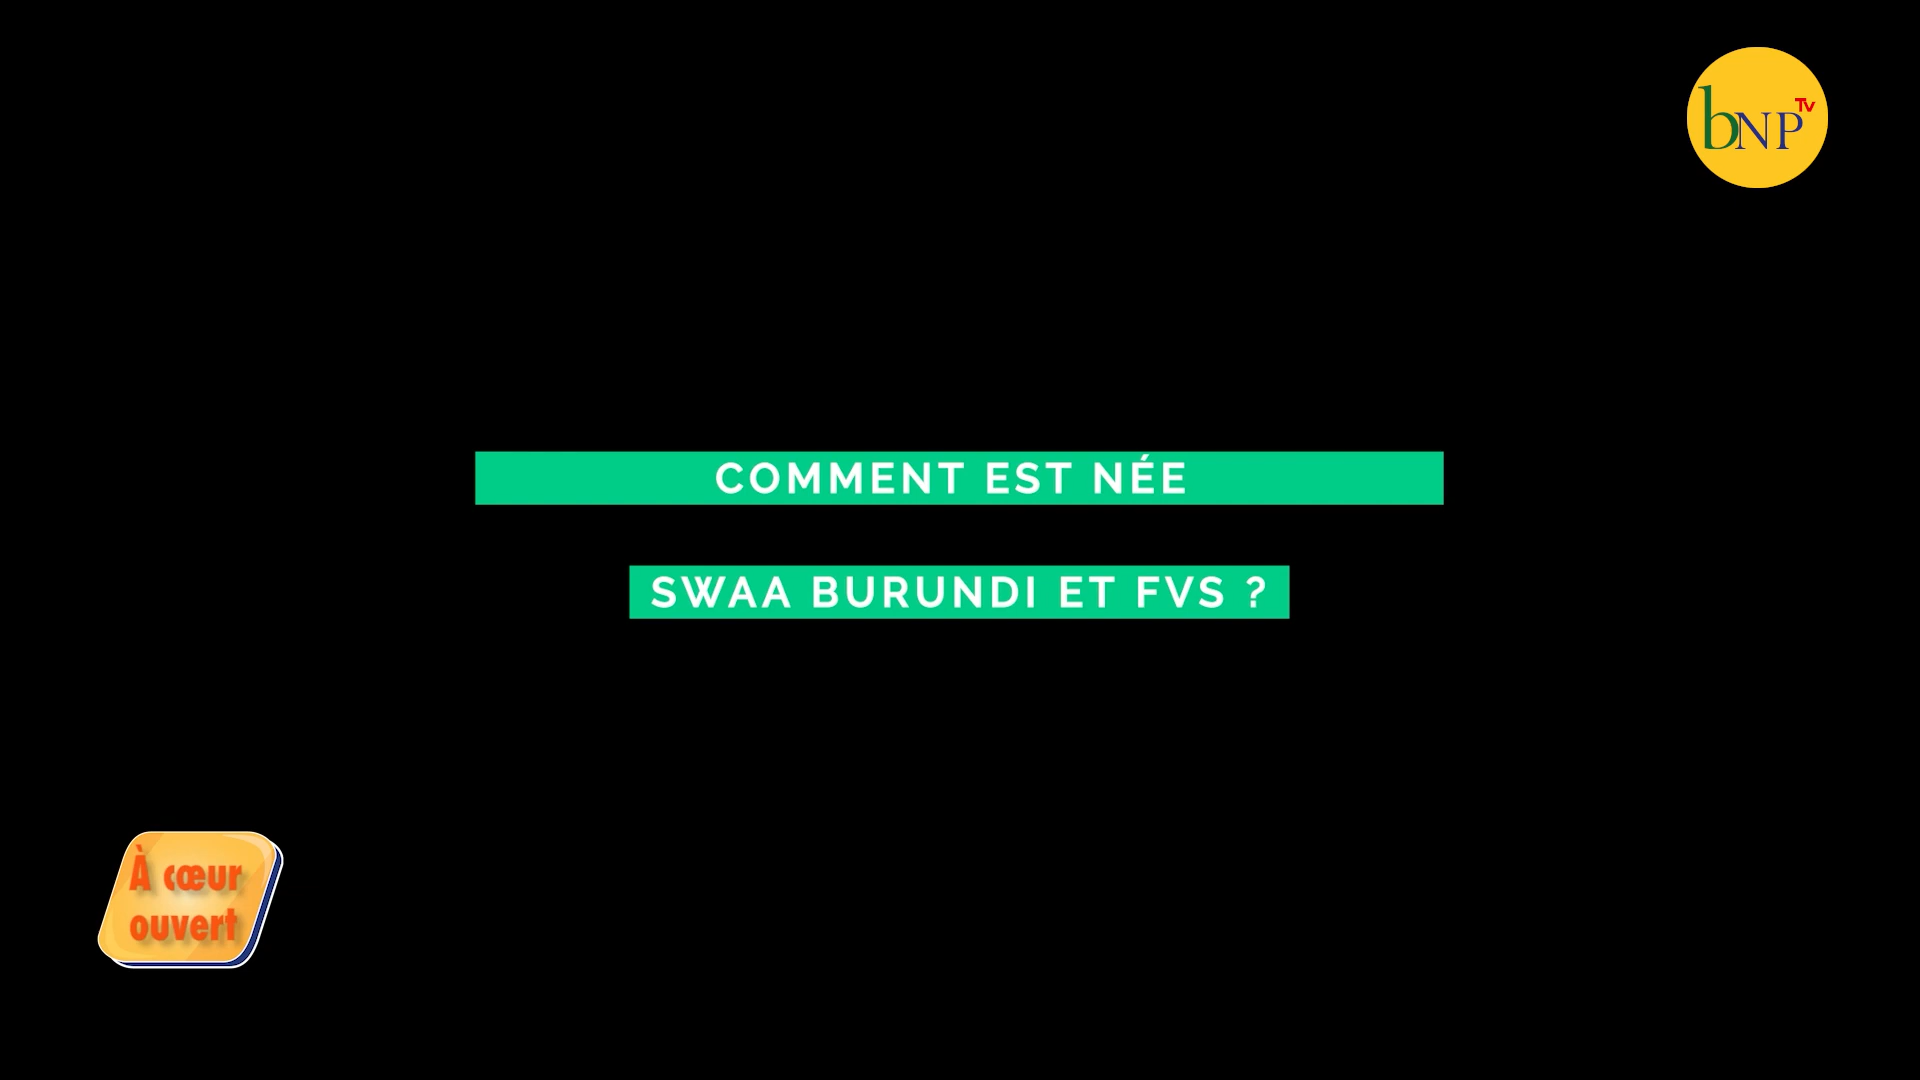 bNP Tv
COMMENT EST NÉE
SWAA BURUNDI ET FVS ?
À cœur
ouvert